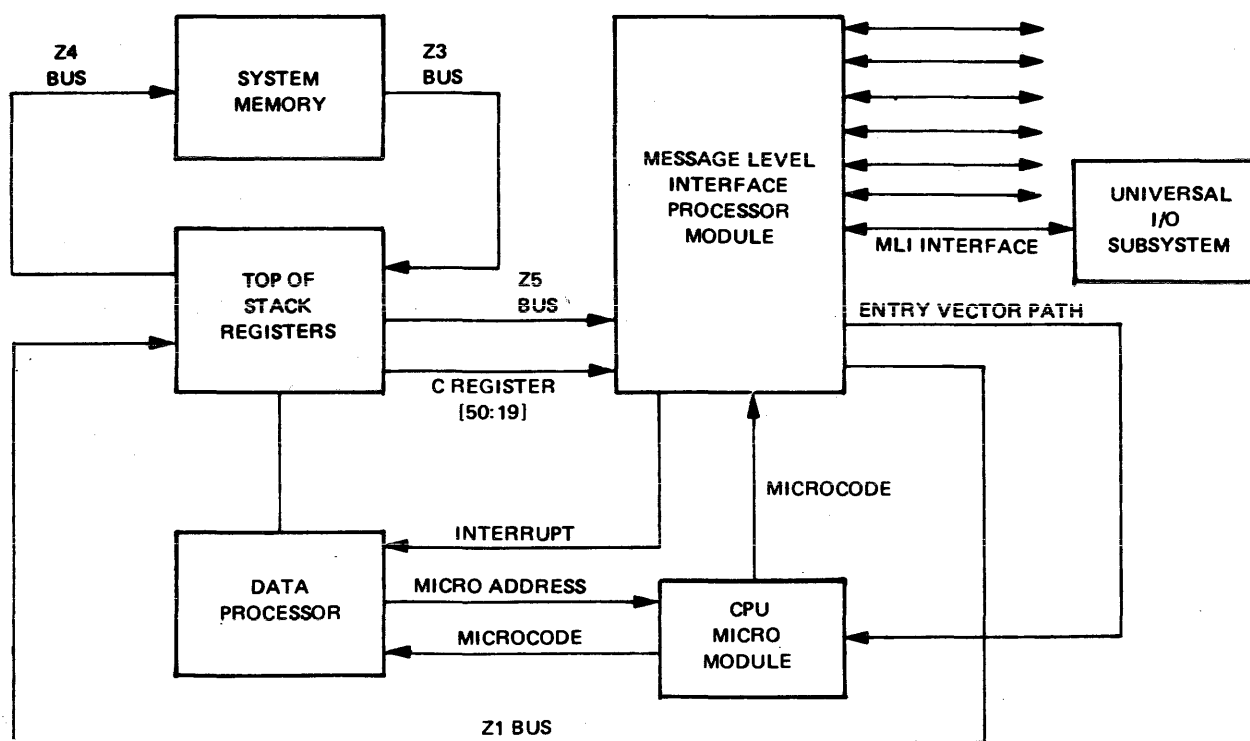 Z4
BUS
SYSTEM
MEMORY
Z3
BUS
MESSAGE LEVEL
INTERFACE
PROCESSOR
MODULE
UNIVERSAL
I/O
SUBSYSTEM
MLI INTERFACE
TOP OF
STACK
REGISTERS
Z5
BUS
ENTRY VECTOR PATH
C REGISTER
[50:19]
MICROCODE
INTERRUPT
DATA
PROCESSOR
MICRO ADDRESS
MICROCODE
CPU
MICRO
MODULE
Z1 BUS